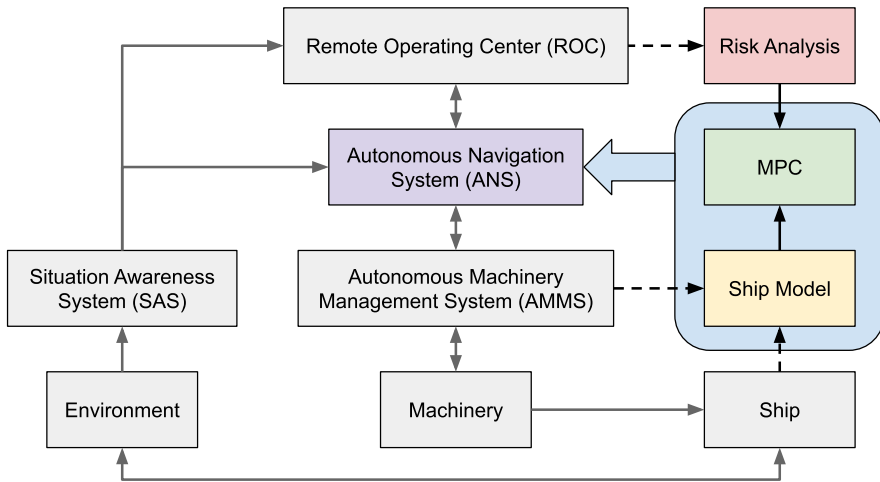 Remote Operating Center (ROC)
Risk Analysis
Autonomous Navigation
System (ANS)
MPC
Situation Awareness
System (SAS)
Autonomous Machinery
Management System (AMMS)
Ship Model
Environment
Machinery
Ship